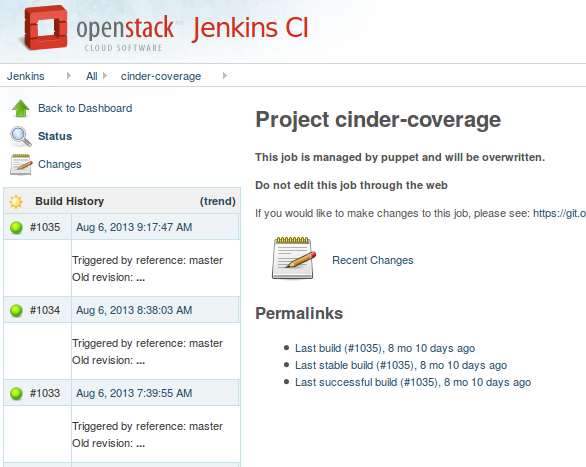 openstack™ Jenkins CI
CLOUD SOFTWARE
Jenkins All cinder-coverage
Back to Dashboard
Status
Changes
Build History (trend)
#1035 Aug 6, 2013 9:17:47 AM
Triggered by reference: master
Old revision: ...
#1034 Aug 6, 2013 8:38:03 AM
Triggered by reference: master
Old revision: ...
#1033 Aug 6, 2013 7:39:55 AM
Triggered by reference: master
Old revision: ...
Project cinder-coverage
This job is managed by puppet and will be overwritten.
Do not edit this job through the web
If you would like to make changes to this job, please see: https://git.o
Recent Changes
Permalinks
Last build (#1035), 8 mo 10 days ago
Last stable build (#1035), 8 mo 10 days ago
Last successful build (#1035), 8 mo 10 days ago